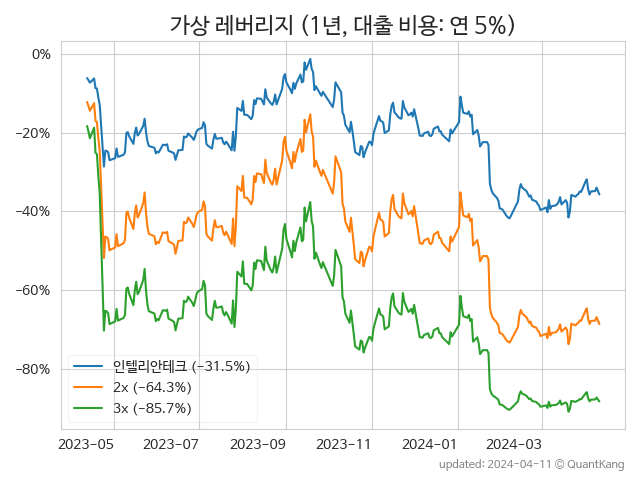 가상 레버리지 (1년, 대출 비용: 연 5%)
0%
−20%
−40%
−60%
−80%
인텔리안테크 (−31.5%)
2x (−64.3%)
3x (−85.7%)
2023-05 2023-07 2023-09 2023-11 2024-01 2024-03
updated: 2024-04-11 © QuantKang